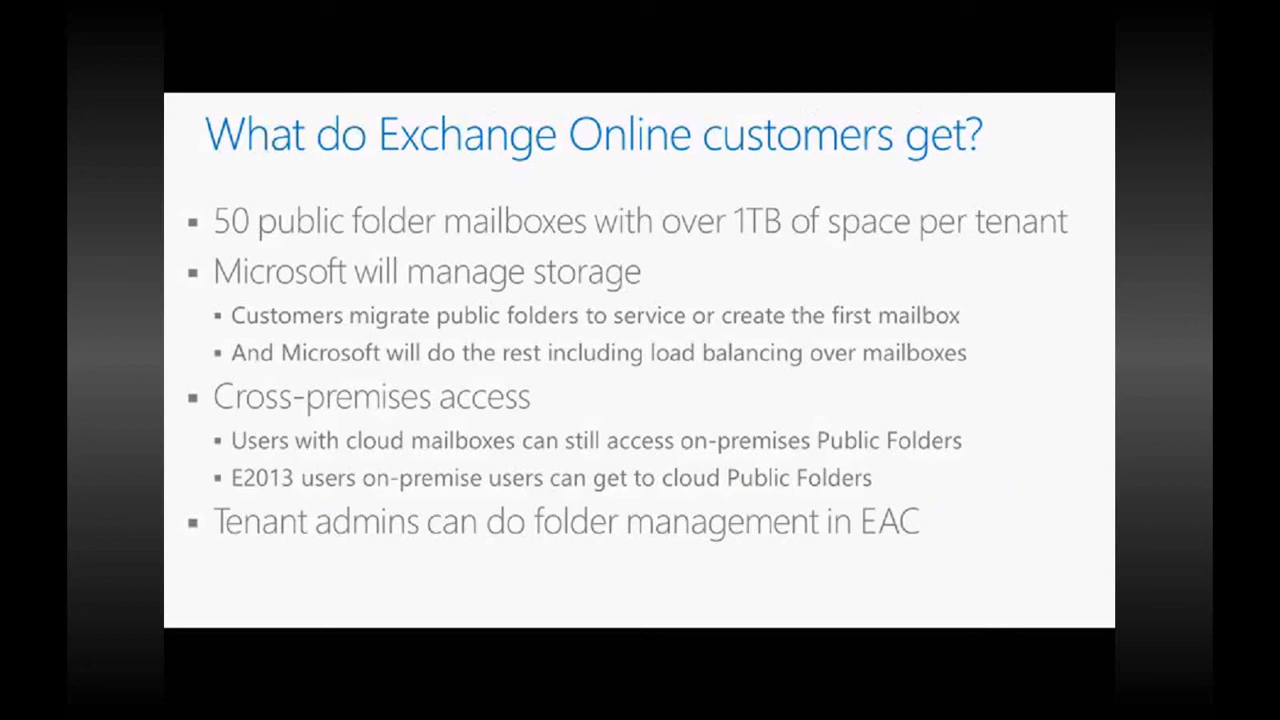 What do Exchange Online customers get?
▪ 50 public folder mailboxes with over 1TB of space per tenant
▪ Microsoft will manage storage
▪ Customers migrate public folders to service or create the first mailbox
▪ And Microsoft will do the rest including load balancing over mailboxes
▪ Cross-premises access
▪ Users with cloud mailboxes can still access on-premises Public Folders
▪ E2013 users on-premise users can get to cloud Public Folders
▪ Tenant admins can do folder management in EAC